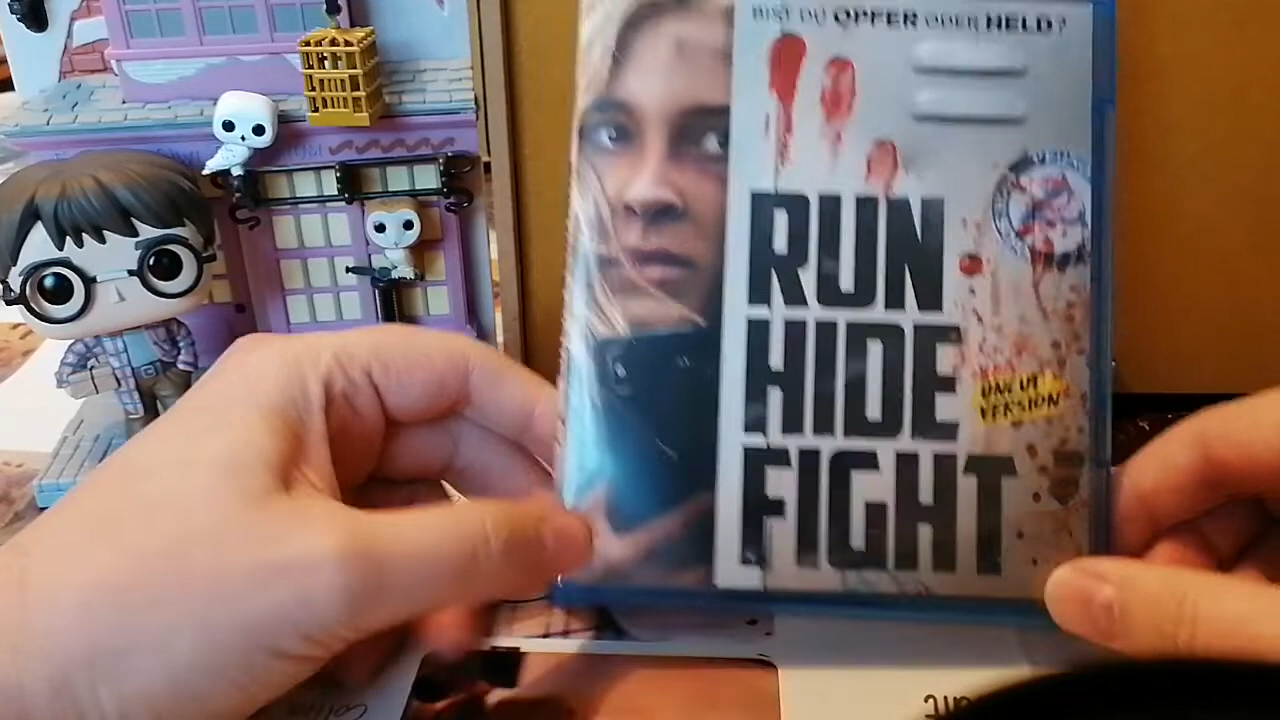 BIST DU OPFER ODER HELD?
RUN
HIDE
FIGHT
UNCUT
VERSION